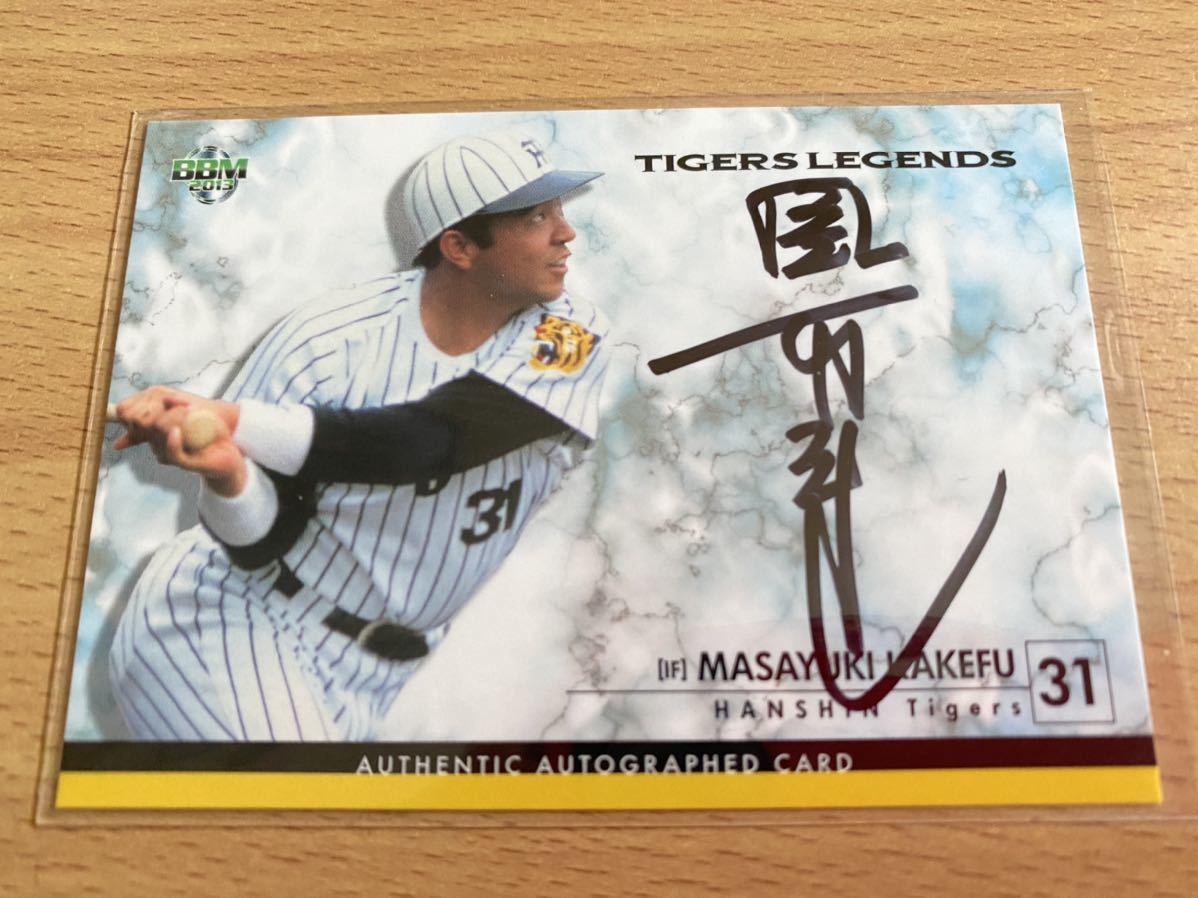 BBM
2013
TIGERS LEGENDS
31
[IF] MASAYUKI KAKEFU
HANSHIN Tigers
31
AUTHENTIC AUTOGRAPHED CARD